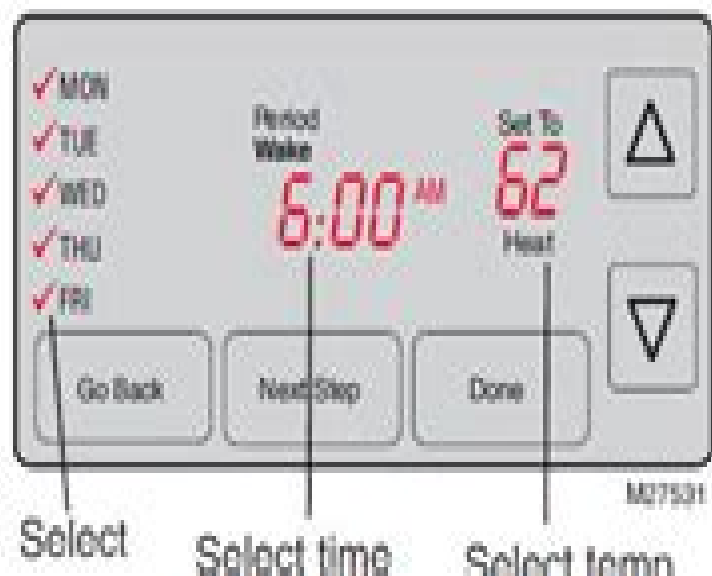 ✓MON
✓TUE
✓WED
✓THU
✓FRI
Period
Wake
6:00 AM
Set To
62
Heat
Go Back
Next Step
Done
M27531
Select
Select time
Select temp